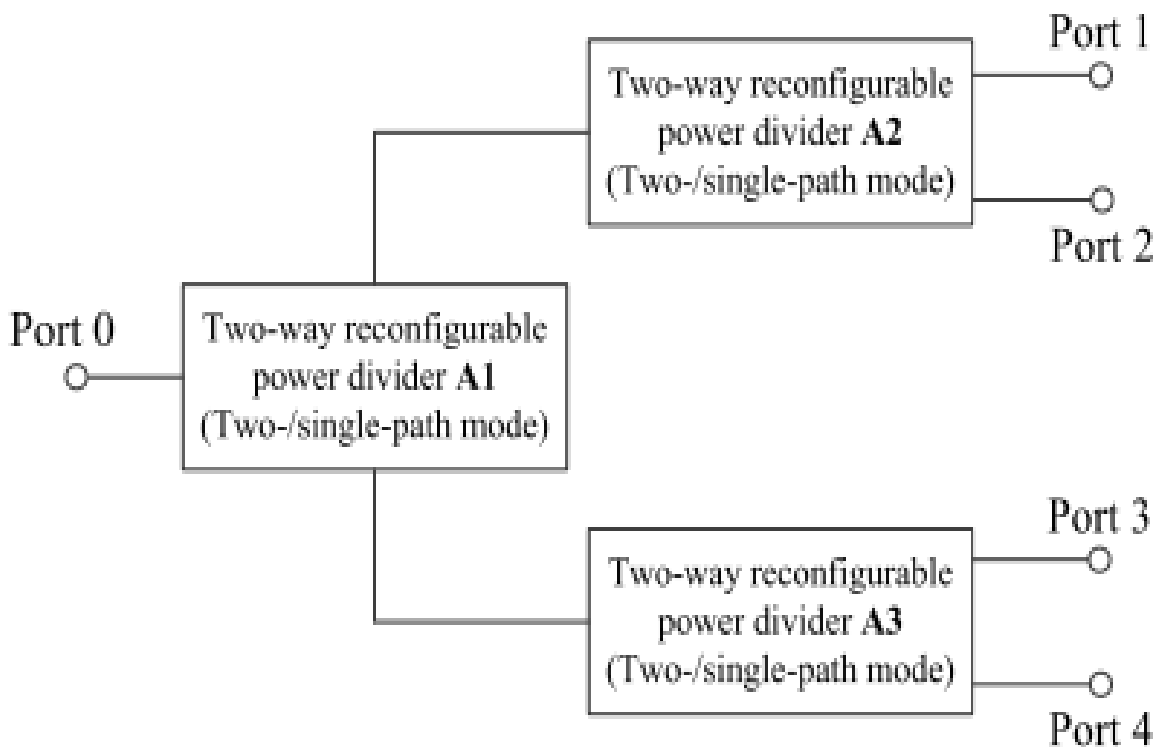 Port 1
Two-way reconfigurable
power divider A2
(Two-/single-path mode)
Port 2
Port 0
Two-way reconfigurable
power divider A1
(Two-/single-path mode)
Port 3
Two-way reconfigurable
power divider A3
(Two-/single-path mode)
Port 4